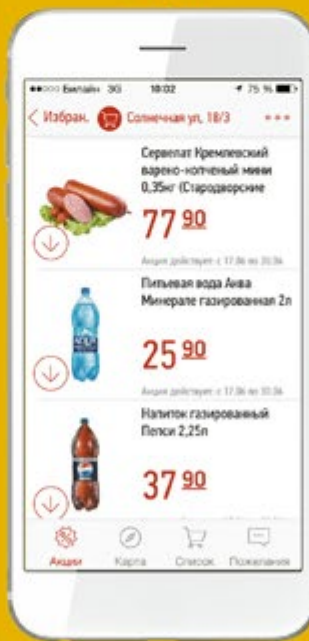 Билайн 3G 18:02 75 %
Избран. Солнечная ул, 18/3
Сервелат Кремлевский
варено-копченый мини
0,35кг (Стародворские
77 90
Акция действует с 17.06 по 30.06
Питьевая вода Аква
Минерале газированная 2л
25 90
Акция действует с 17.06 по 30.06
Напиток газированный
Пепси 2,25л
37 90
Акции Карта Список Пожелания